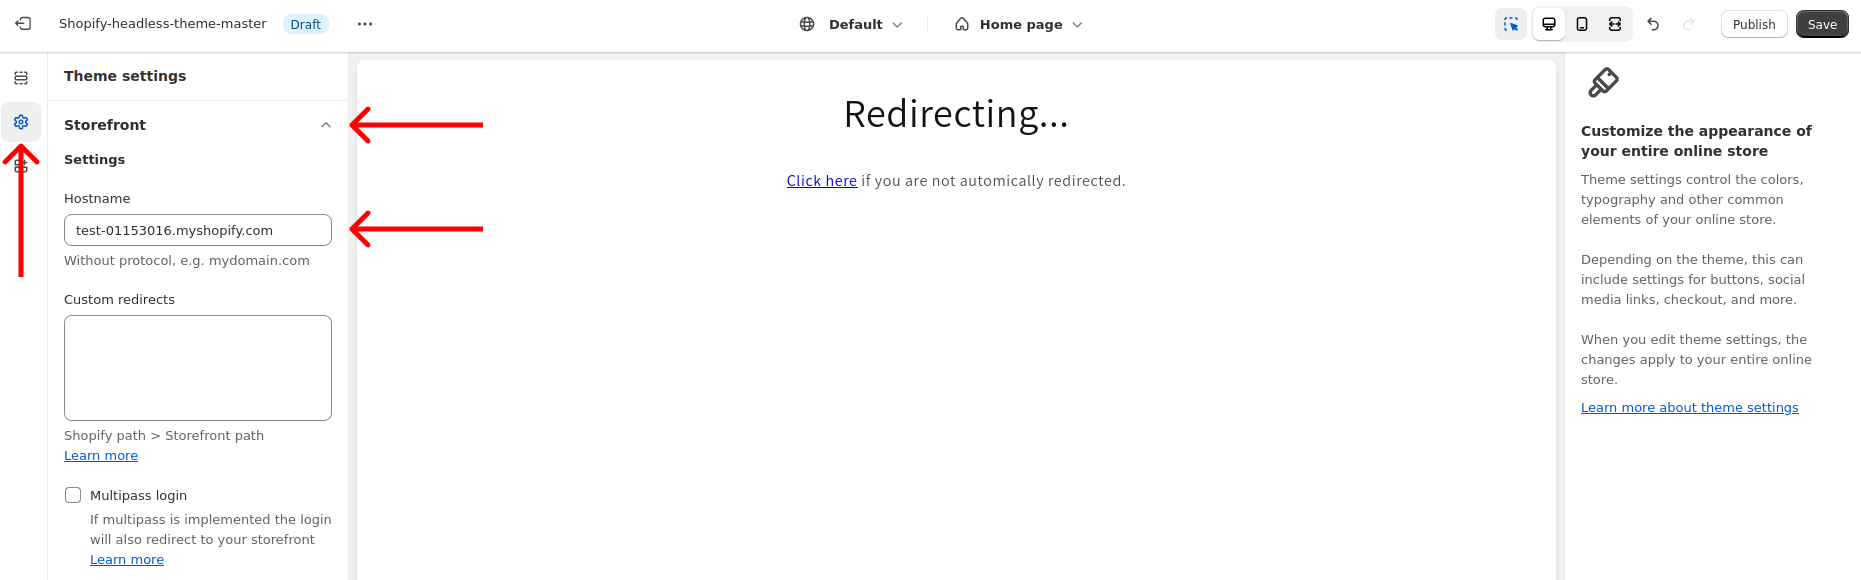 Shopify-headless-theme-master Draft Default Home page Publish Save
Theme settings
Storefront
Settings
Hostname
test-01153016.myshopify.com
Without protocol, e.g. mydomain.com
Custom redirects
Shopify path > Storefront path
Learn more
Multipass login
If multipass is implemented the login
will also redirect to your storefront
Learn more
Redirecting...
Click here if you are not automically redirected.
Customize the appearance of
your entire online store
Theme settings control the colors,
typography and other common
elements of your online store.
Depending on the theme, this can
include settings for buttons, social
media links, checkout, and more.
When you edit theme settings, the
changes apply to your entire online
store.
Learn more about theme settings